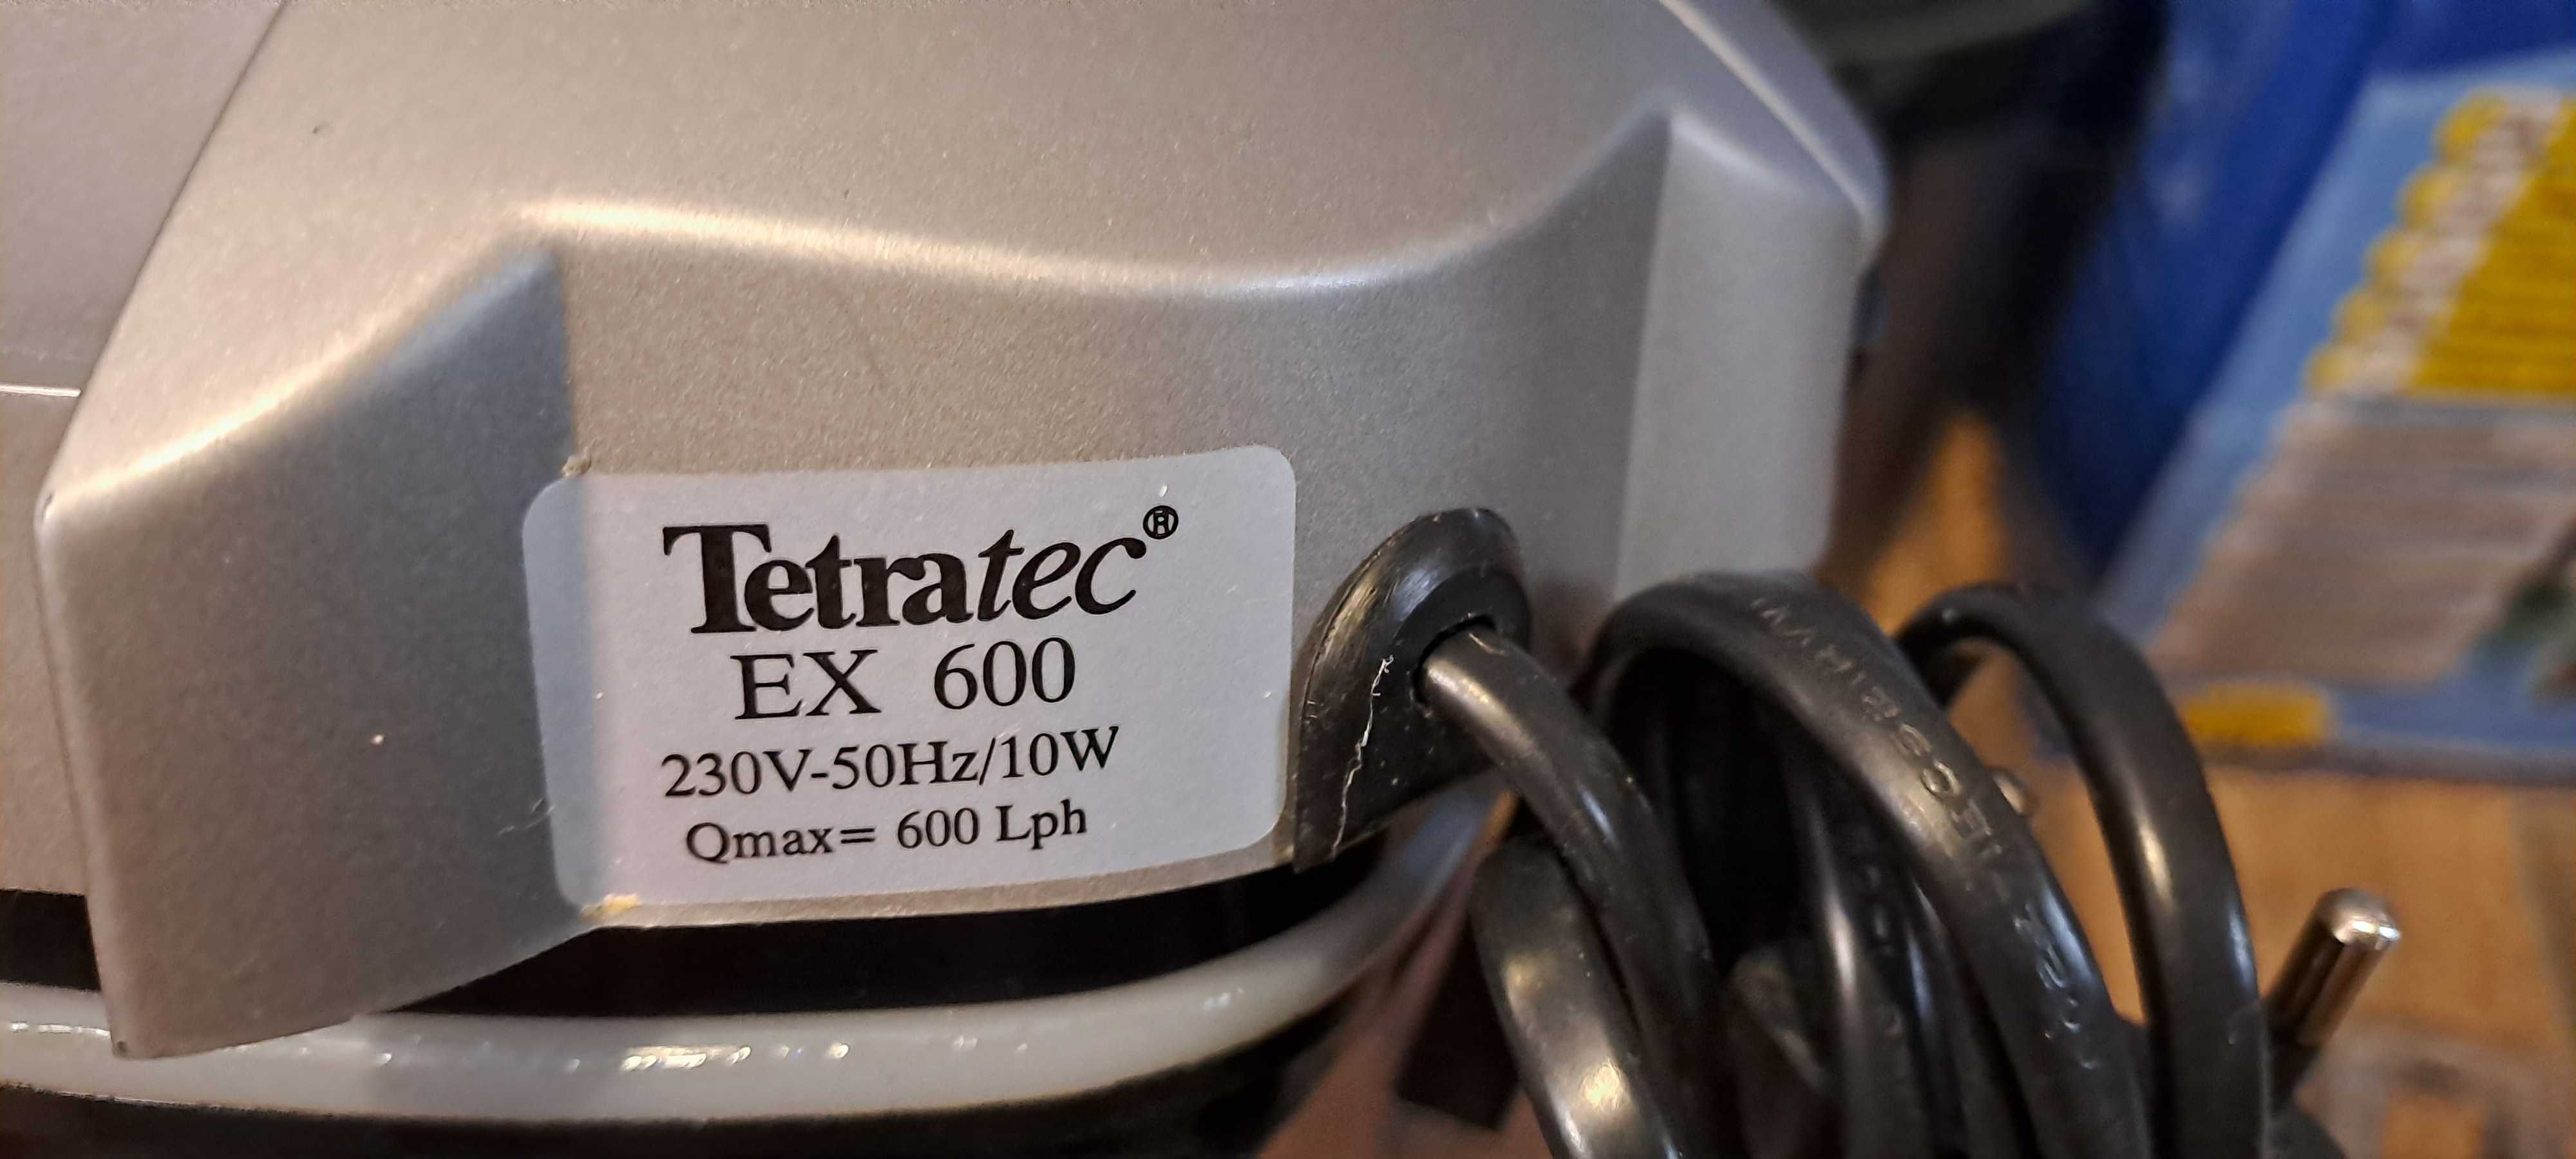 Tetratec®
EX 600
230V-50Hz/10W
Qmax= 600 Lph